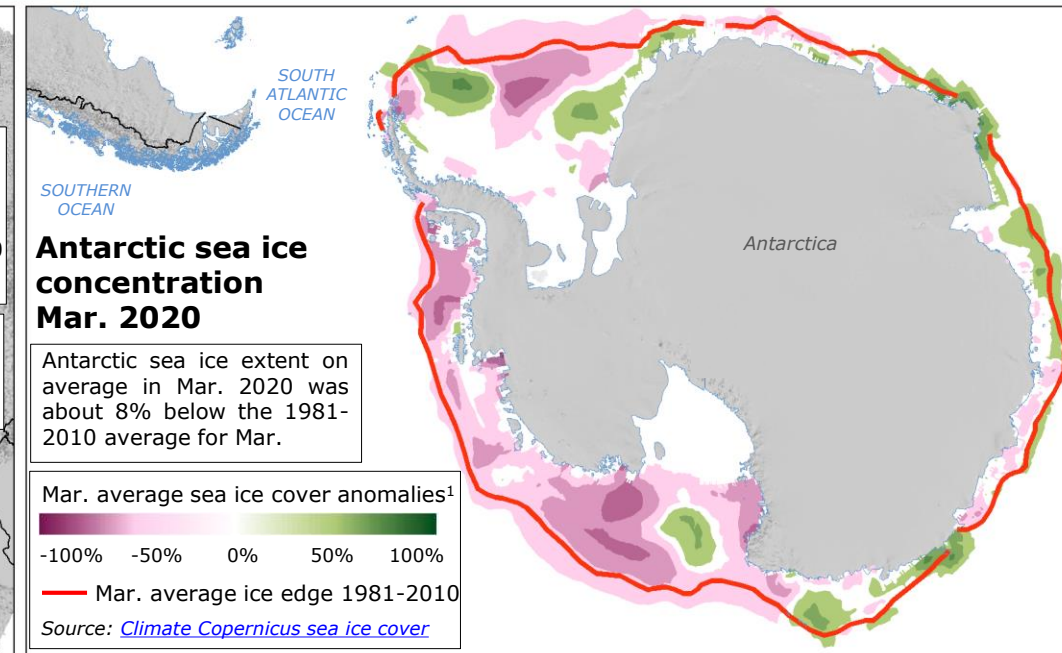 SOUTH
ATLANTIC
OCEAN
SOUTHERN
OCEAN
Antarctica
Antarctic sea ice
concentration
Mar. 2020
Antarctic sea ice extent on
average in Mar. 2020 was
about 8% below the 1981-
2010 average for Mar.
Mar. average sea ice cover anomalies¹
-100% -50% 0% 50% 100%
Mar. average ice edge 1981-2010
Source: Climate Copernicus sea ice cover